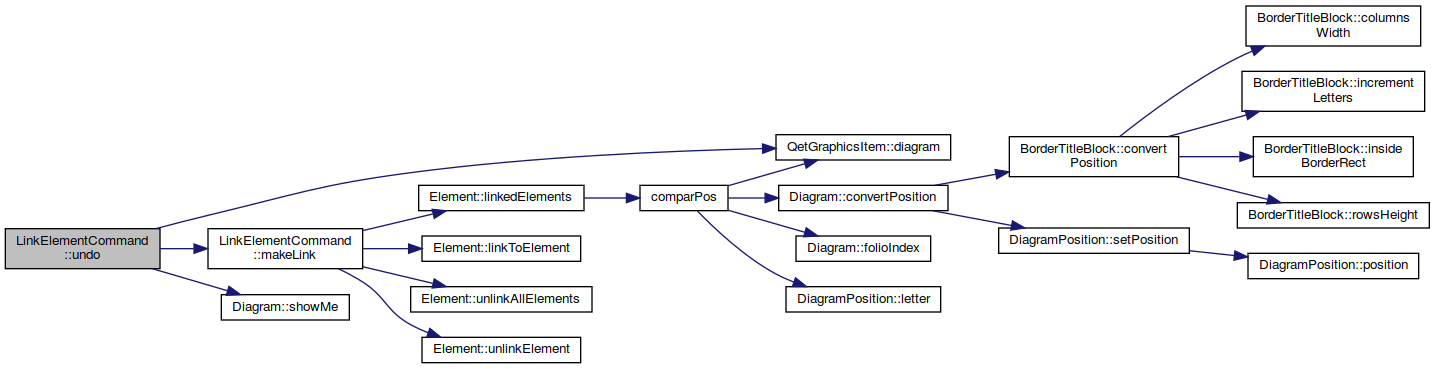 LinkElementCommand
::undo
QetGraphicsItem::diagram
LinkElementCommand
::makeLink
Diagram::showMe
Element::linkedElements
Element::linkToElement
Element::unlinkAllElements
Element::unlinkElement
comparPos
Diagram::convertPosition
Diagram::folioIndex
DiagramPosition::letter
BorderTitleBlock::convert
Position
DiagramPosition::setPosition
BorderTitleBlock::columns
Width
BorderTitleBlock::increment
Letters
BorderTitleBlock::inside
BorderRect
BorderTitleBlock::rowsHeight
DiagramPosition::position